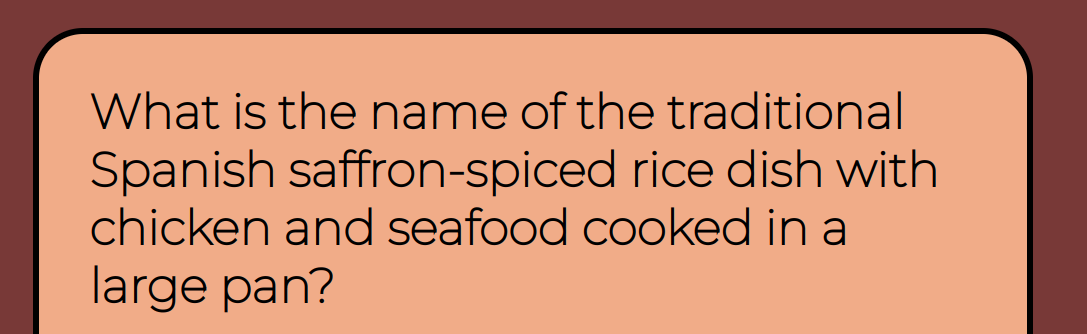 What is the name of the traditional
Spanish saffron-spiced rice dish with
chicken and seafood cooked in a
large pan?